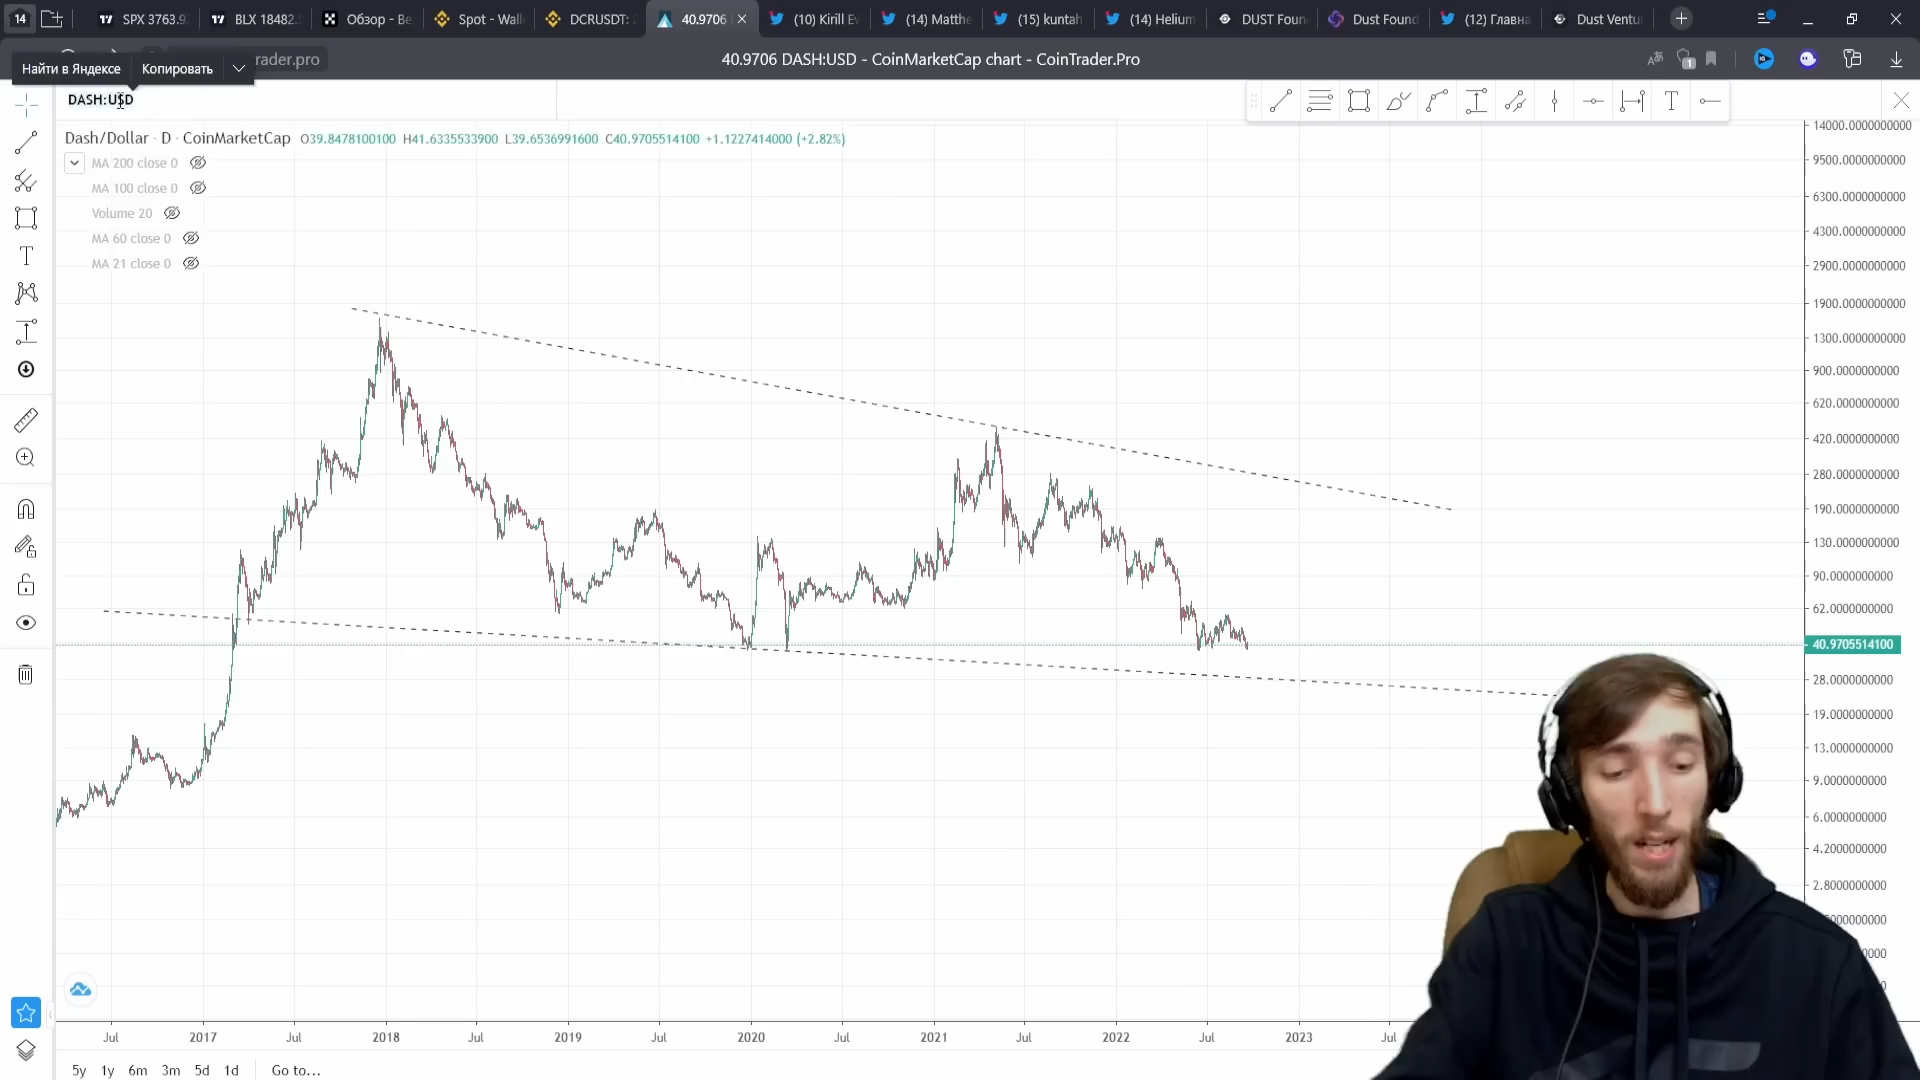 14
SPX 3763.9
BLX 18482.
Обзор - Be
Spot - Wall
DCRUSDT:
40.9706
(10) Kirill Ev
(14) Matthe
(15) kuntah
(14) Helium
DUST Foun
Dust Found
(12) Главна
Dust Ventu
Найти в Яндексе
Копировать
rader.pro
40.9706 DASH:USD - CoinMarketCap chart - CoinTrader.Pro
1
DASH:USD
Dash/Dollar · D · CoinMarketCap O39.8478100100 H41.6335533900 L39.6536991600 C40.9705514100 +1.1227414000 (+2.82%)
MA 200 close 0
MA 100 close 0
Volume 20
MA 60 close 0
MA 21 close 0
14000.0000000000
9500.0000000000
6300.0000000000
4300.0000000000
2900.0000000000
1900.0000000000
1300.0000000000
900.0000000000
620.0000000000
420.0000000000
280.0000000000
190.0000000000
130.0000000000
90.0000000000
62.0000000000
40.9705514100
28.0000000000
19.0000000000
13.0000000000
9.0000000000
6.0000000000
4.2000000000
2.8000000000
Jul 2017 Jul 2018 Jul 2019 Jul 2020 Jul 2021 Jul 2022 Jul 2023 Jul
5y 1y 6m 3m 5d 1d Go to...